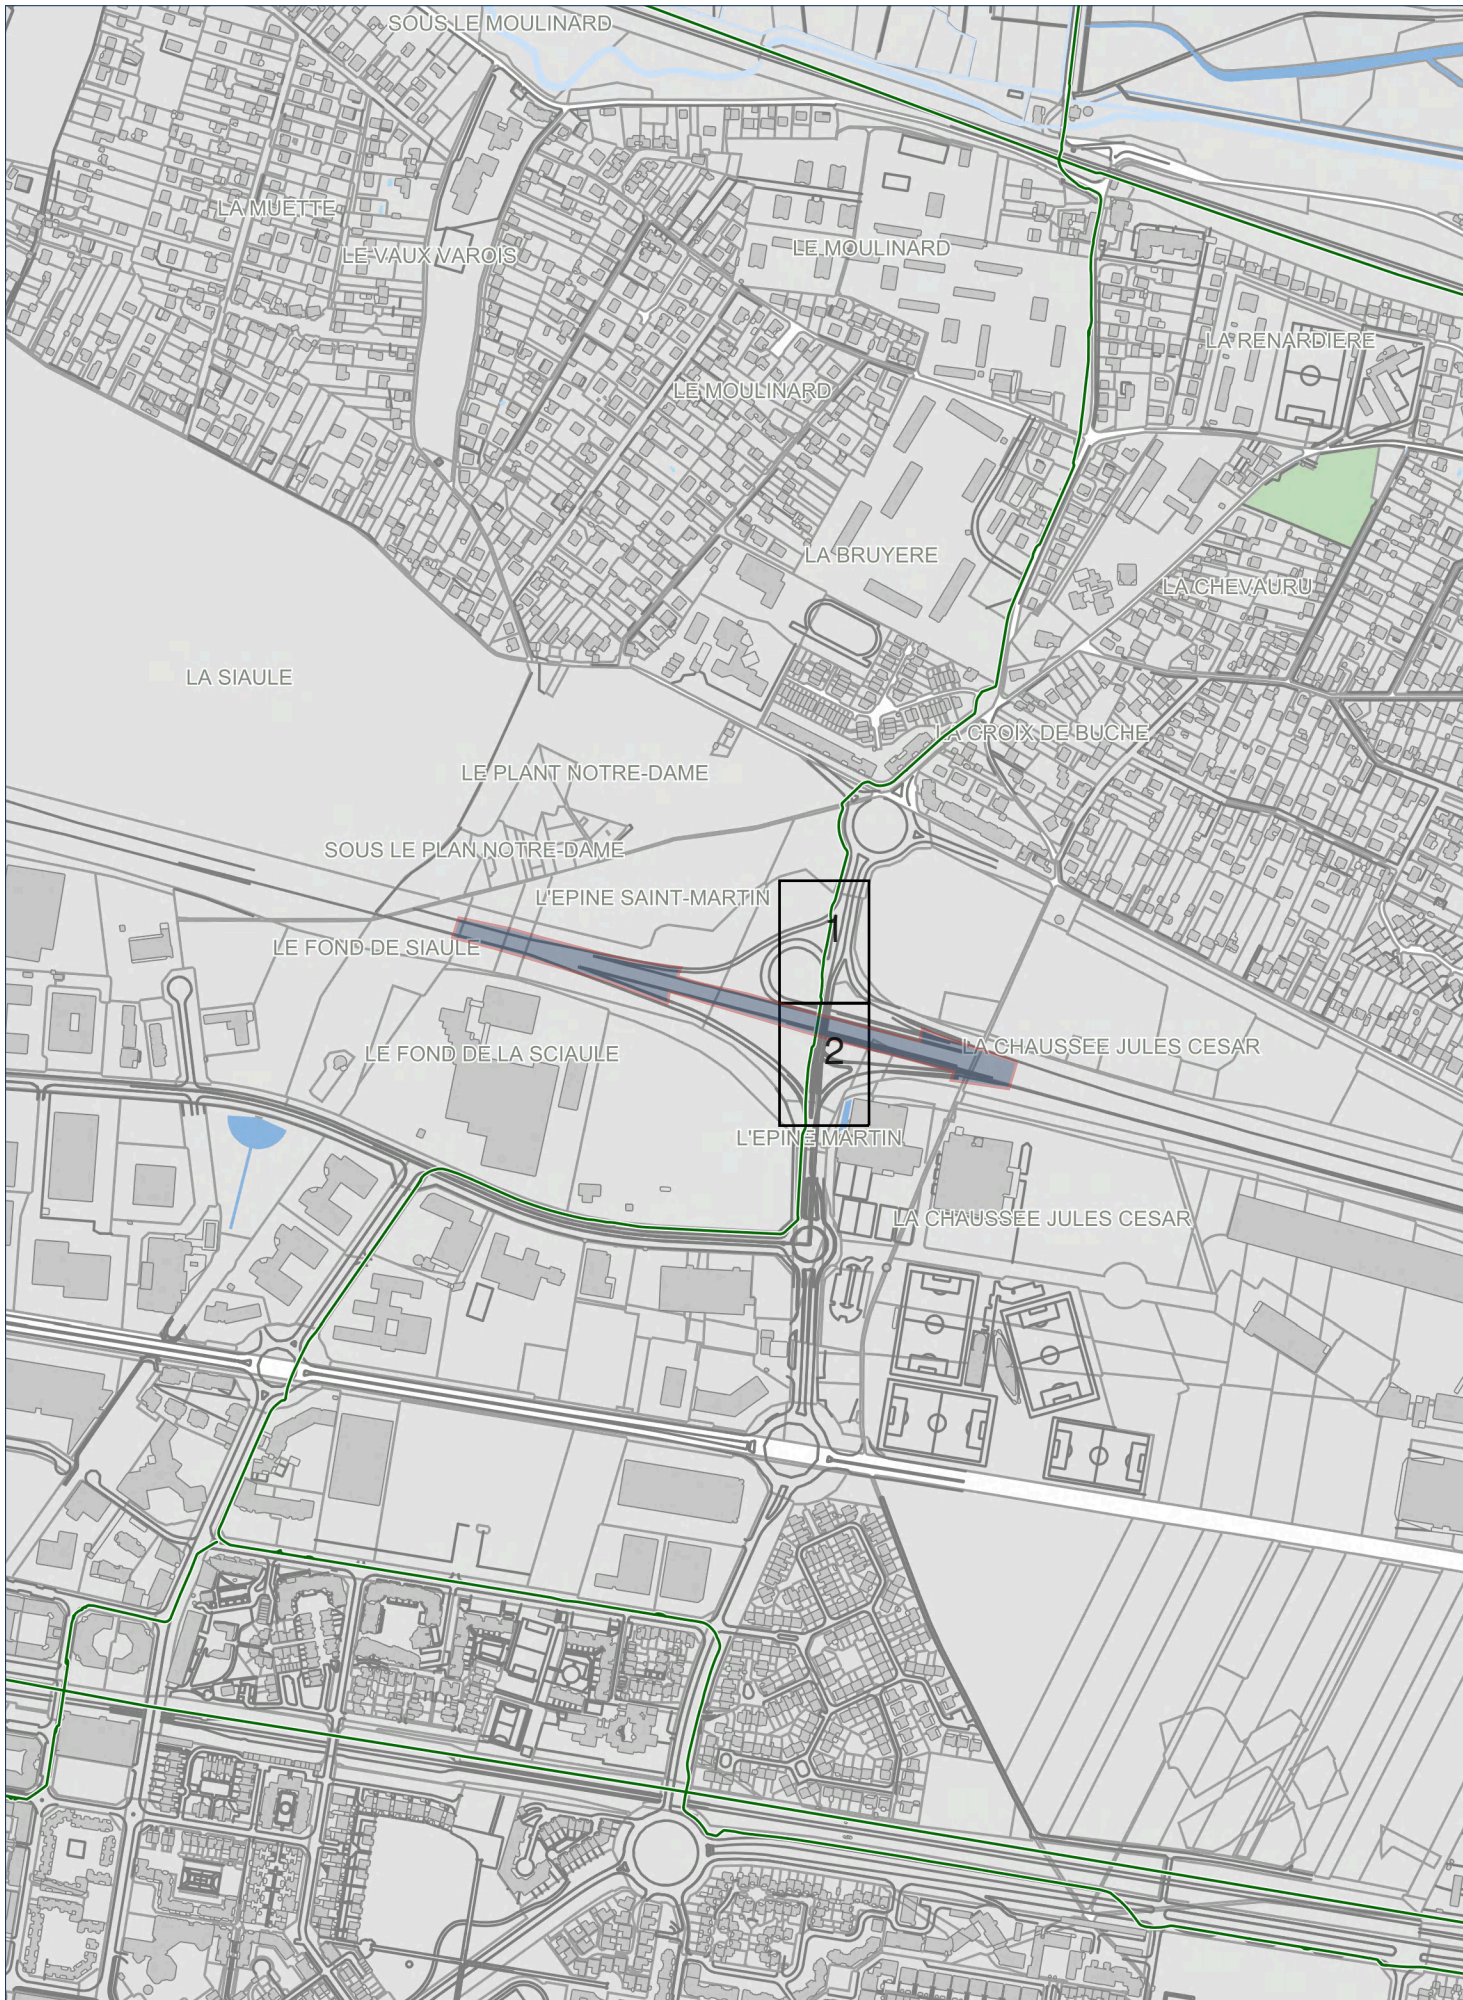 SOUS LE MOULINARD
LA MUETTE
LE VAUX VAROIS
LE MOULINARD
LA RENARDIERE
LE MOULINARD
LA BRUYERE
LA CHEVAURU
LA SIAULE
LA CROIX DE BUCHE
LE PLANT NOTRE-DAME
SOUS LE PLAN NOTRE-DAME
L'EPINE SAINT-MARTIN
1
LE FOND DE SIAULE
LA CHAUSSEE JULES CESAR
2
LE FOND DE LA SCIAULE
L'EPINE MARTIN
LA CHAUSSEE JULES CESAR